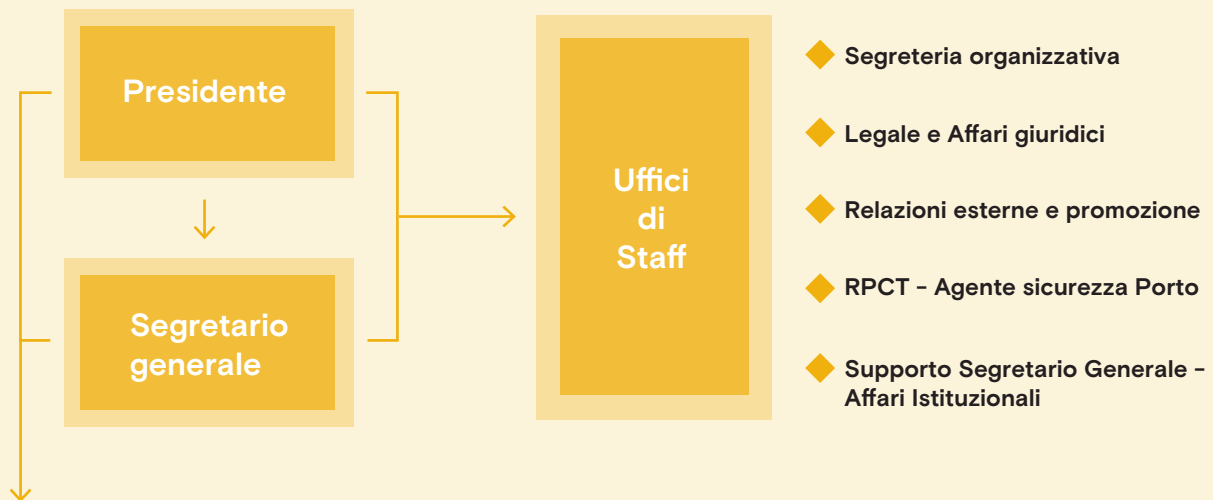 Presidente
Segretario
generale
Uffici
di
Staff
Segreteria organizzativa
Legale e Affari giuridici
Relazioni esterne e promozione
RPCT - Agente sicurezza Porto
Supporto Segretario Generale -
Affari Istituzionali